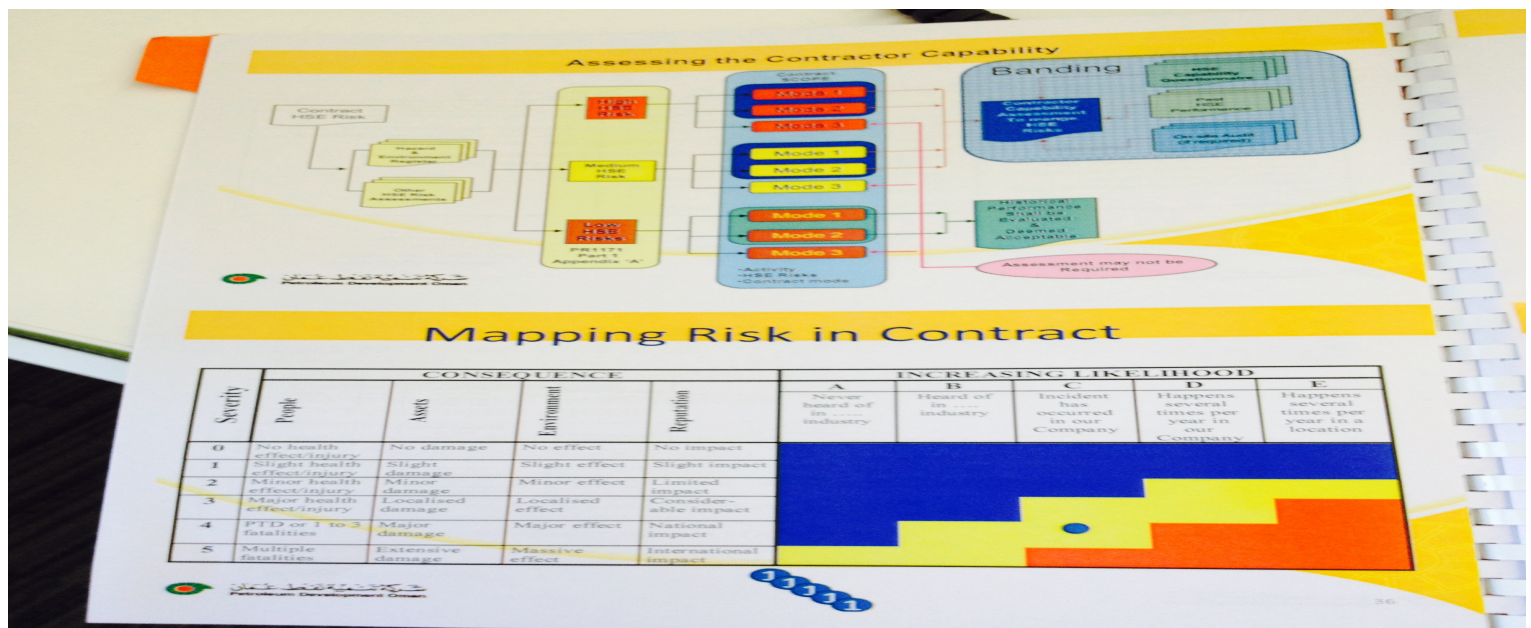 Assessing the Contractor Capability
Contract
HSE Risk
Hazard
&
Environment
Register
Other
HSE Risk
Assessments
High
HSE
Risk
Medium
HSE
Risk
Low
HSE
Risks
PR1171
Part 1
Appendix 'A'
Contract
SCOPE
Mode 1
Mode 2
Mode 3
Mode 1
Mode 2
Mode 3
Mode 1
Mode 2
Mode 3
•Activity
•HSE Risks
•Contract mode
Banding
Contractor
Capability
Assessment
To mange
HSE
Risks
HSE
Capability
Questionnaire
Past
HSE
Performance
On site Audit
(if required)
Historical
Performance
Shall be
Evaluated
&
Deemed
Acceptable
Assessment may not be
Required
شركة تنمية نفط عمان
Petroleum Development Oman
Mapping Risk in Contract
CONSEQUENCE
INCREASING LIKELIHOOD
Severity
People
Assets
Environment
Reputation
A
B
C
D
E
Never
heard of
in .....
industry
Heard of
in ....
industry
Incident
has
occurred
in our
Company
Happens
several
times per
year in
our
Company
Happens
several
times per
year in a
location
0
No health
effect/injury
No damage
No effect
No impact
1
Slight health
effect/injury
Slight
damage
Slight effect
Slight impact
2
Minor health
effect/injury
Minor
damage
Minor effect
Limited
impact
3
Major health
effect/injury
Localised
damage
Localised
effect
Consider-
able impact
4
PTD or 1 to 3
fatalities
Major
damage
Major effect
National
impact
5
Multiple
fatalities
Extensive
damage
Massive
effect
International
impact
شركة تنمية نفط عمان
Petroleum Development Oman
36